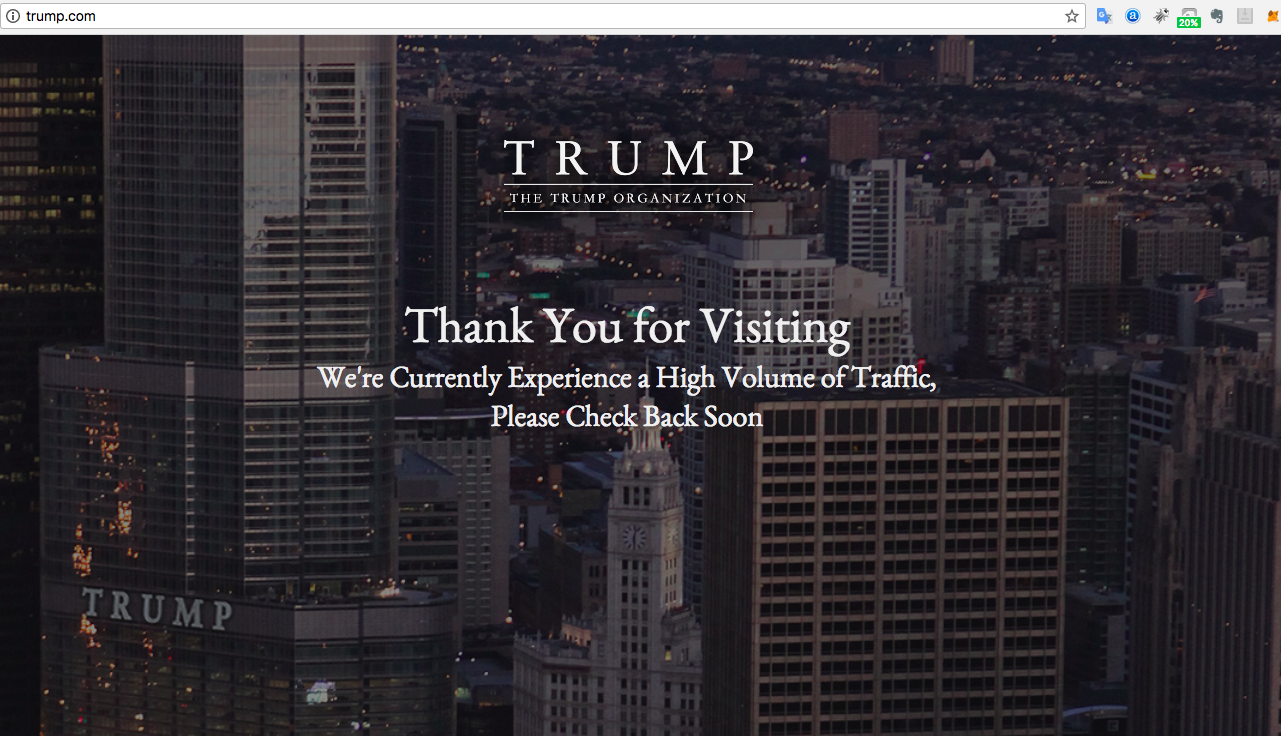 trump.com
20%
TRUMP
THE TRUMP ORGANIZATION
Thank You for Visiting
We're Currently Experience a High Volume of Traffic,
Please Check Back Soon
TRUMP